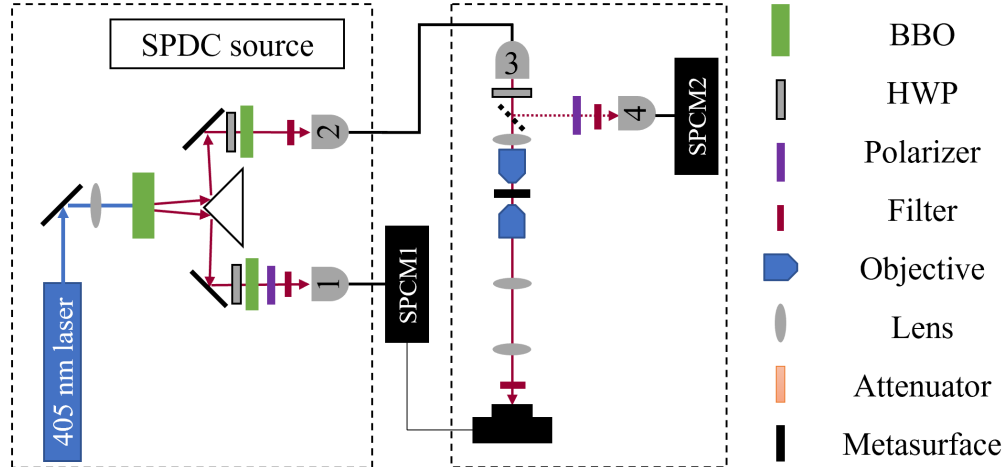 SPDC source
405 nm laser
2
1
SPCM1
3
4
SPCM2
BBO
HWP
Polarizer
Filter
Objective
Lens
Attenuator
Metasurface